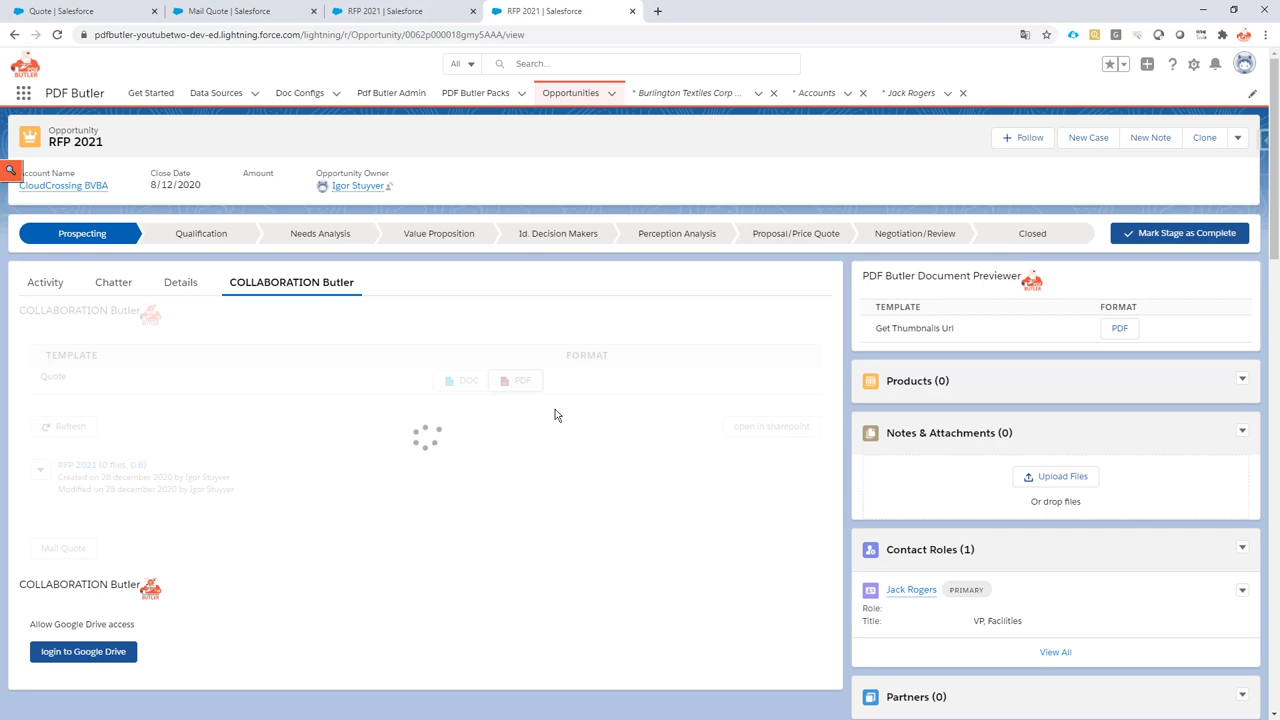 Quote | Salesforce
Mail Quote | Salesforce
RFP 2021 | Salesforce
RFP 2021 | Salesforce
pdfbutler-youtubetwo-dev-ed.lightning.force.com/lightning/r/Opportunity/0062p000018gmy5AAA/view
BUTLER
All
Search...
PDF Butler
Get Started
Data Sources
Doc Configs
Pdf Butler Admin
PDF Butler Packs
Opportunities
* Burlington Textiles Corp ...
* Accounts
* Jack Rogers
Opportunity
RFP 2021
Follow
New Case
New Note
Clone
Account Name
Close Date
Amount
Opportunity Owner
CloudCrossing BVBA
8/12/2020
Igor Stuyver
Prospecting
Qualification
Needs Analysis
Value Proposition
Id. Decision Makers
Perception Analysis
Proposal/Price Quote
Negotiation/Review
Closed
Mark Stage as Complete
Activity
Chatter
Details
COLLABORATION Butler
COLLABORATION Butler
TEMPLATE
FORMAT
Quote
DOC
PDF
Refresh
open in sharepoint
RFP 2021 (0 files, 0 B)
Created on 28 december 2020 by Igor Stuyver
Modified on 28 december 2020 by Igor Stuyver
Mail Quote
COLLABORATION Butler
Allow Google Drive access
login to Google Drive
PDF Butler Document Previewer
TEMPLATE
FORMAT
Get Thumbnails Url
PDF
Products (0)
Notes & Attachments (0)
Upload Files
Or drop files
Contact Roles (1)
Jack Rogers
PRIMARY
Role:
Title:
VP, Facilities
View All
Partners (0)